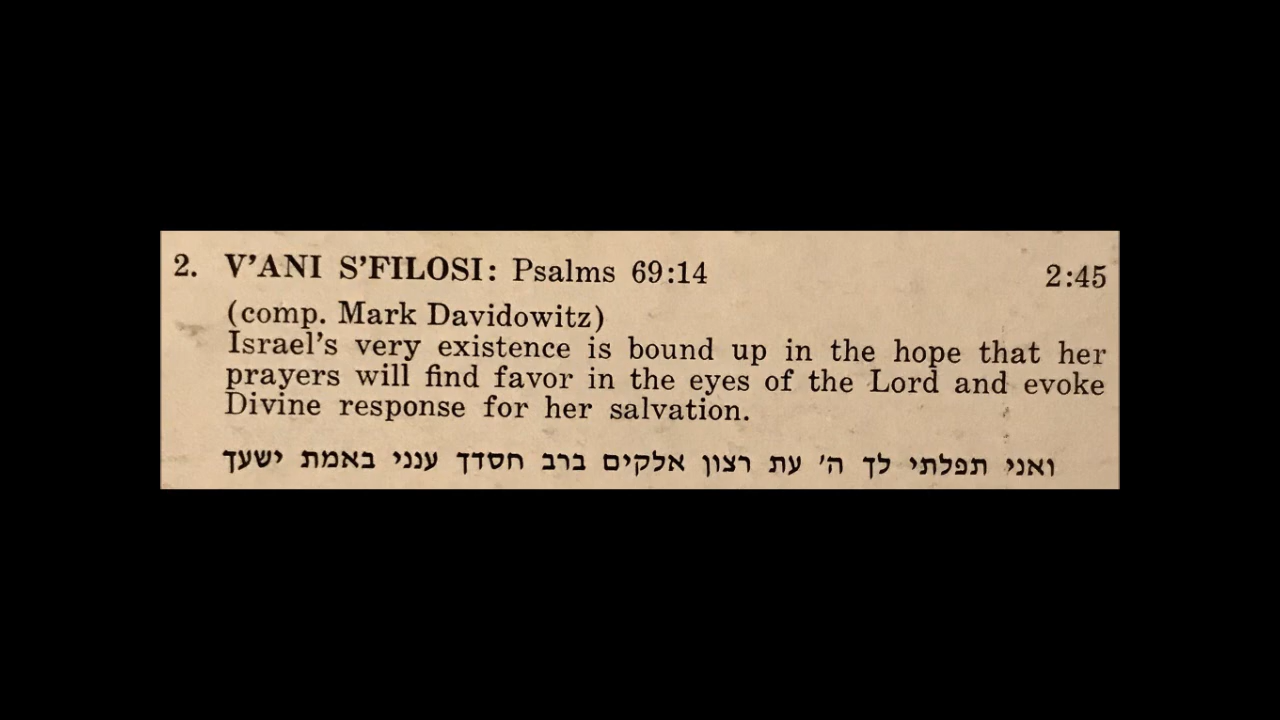 2. V’ANI S’FILOSI: Psalms 69:14 2:45
(comp. Mark Davidowitz)
Israel’s very existence is bound up in the hope that her
prayers will find favor in the eyes of the Lord and evoke
Divine response for her salvation.
ואני תפלתי לך ה׳ עת רצון אלקים ברב חסדך ענני באמת ישעך